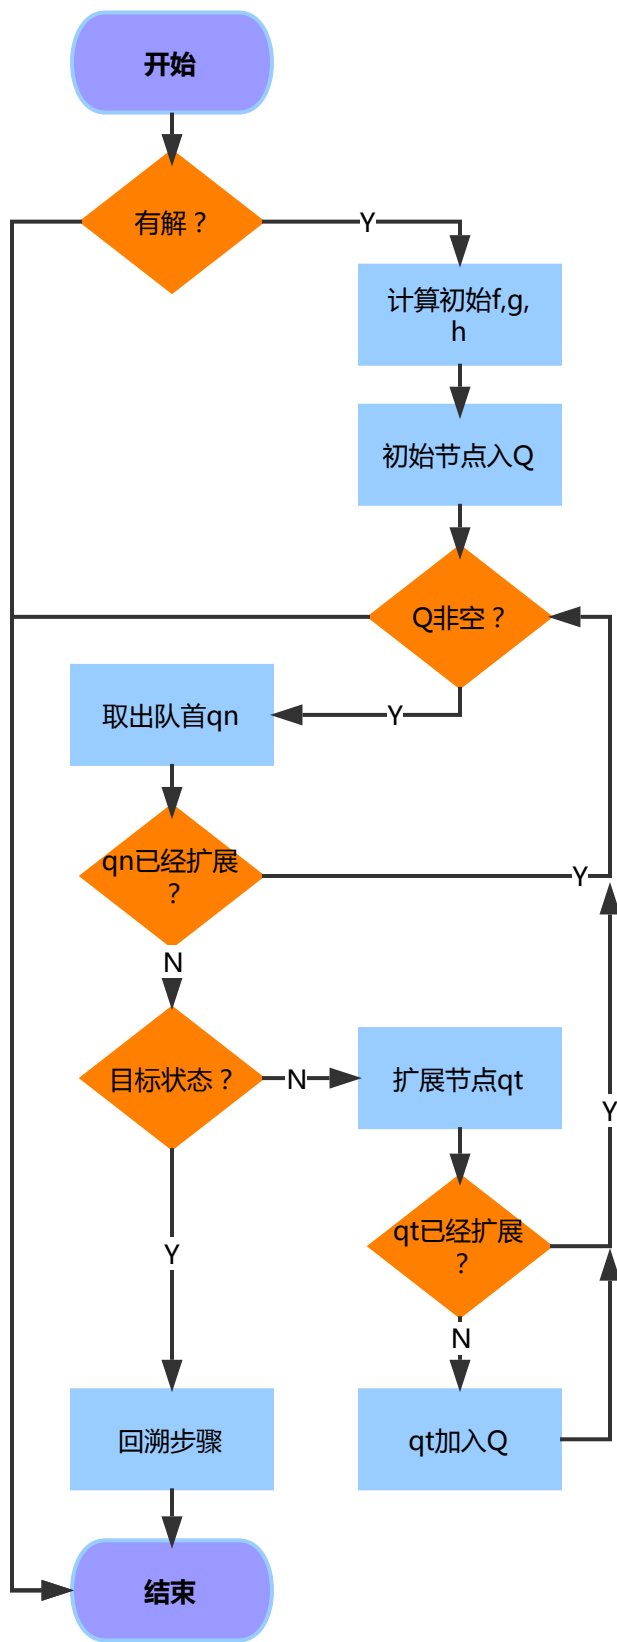 开始
有解？
Y
计算初始f,g,
h
初始节点入Q
Q非空？
取出队首qn
Y
qn已经扩展
？
Y
N
目标状态？
N
扩展节点qt
Y
qt已经扩展
？
Y
N
回溯步骤
qt加入Q
结束